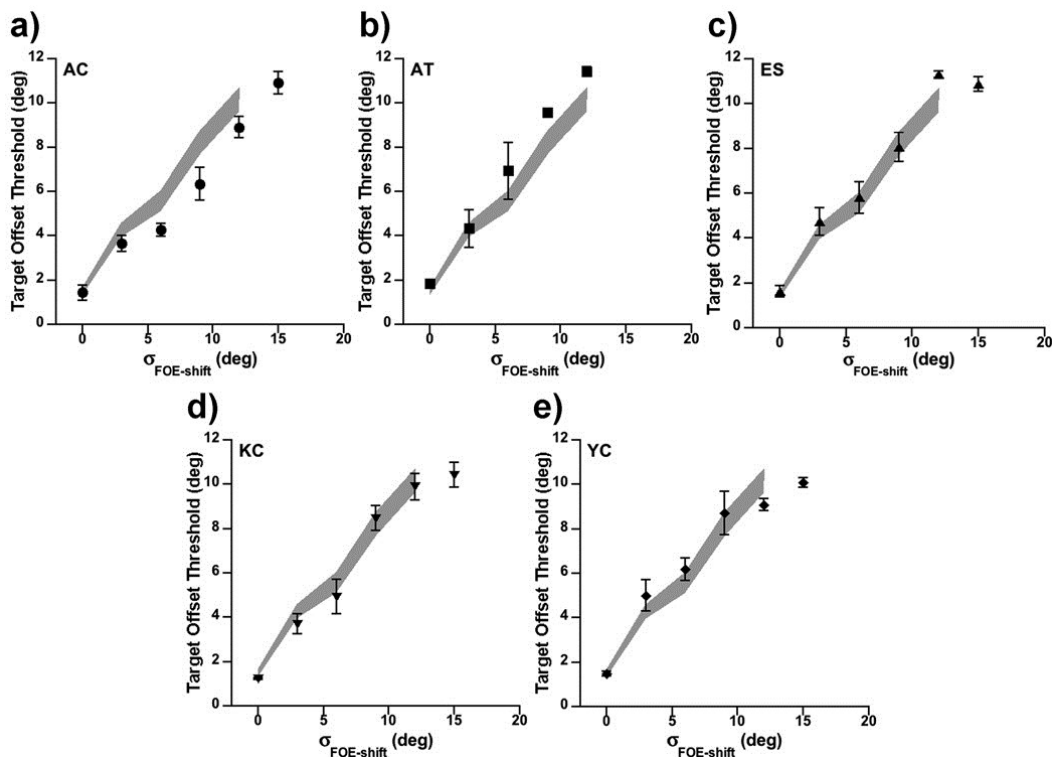 a)
AC
Target Offset Threshold (deg)
12
10
8
6
4
2
0
0 5 10 15 20
σFOE-shift (deg)
b)
AT
Target Offset Threshold (deg)
12
10
8
6
4
2
0
0 5 10 15 20
σFOE-shift (deg)
c)
ES
Target Offset Threshold (deg)
12
10
8
6
4
2
0
0 5 10 15 20
σFOE-shift (deg)
d)
KC
Target Offset Threshold (deg)
12
10
8
6
4
2
0
0 5 10 15 20
σFOE-shift (deg)
e)
YC
Target Offset Threshold (deg)
12
10
8
6
4
2
0
0 5 10 15 20
σFOE-shift (deg)